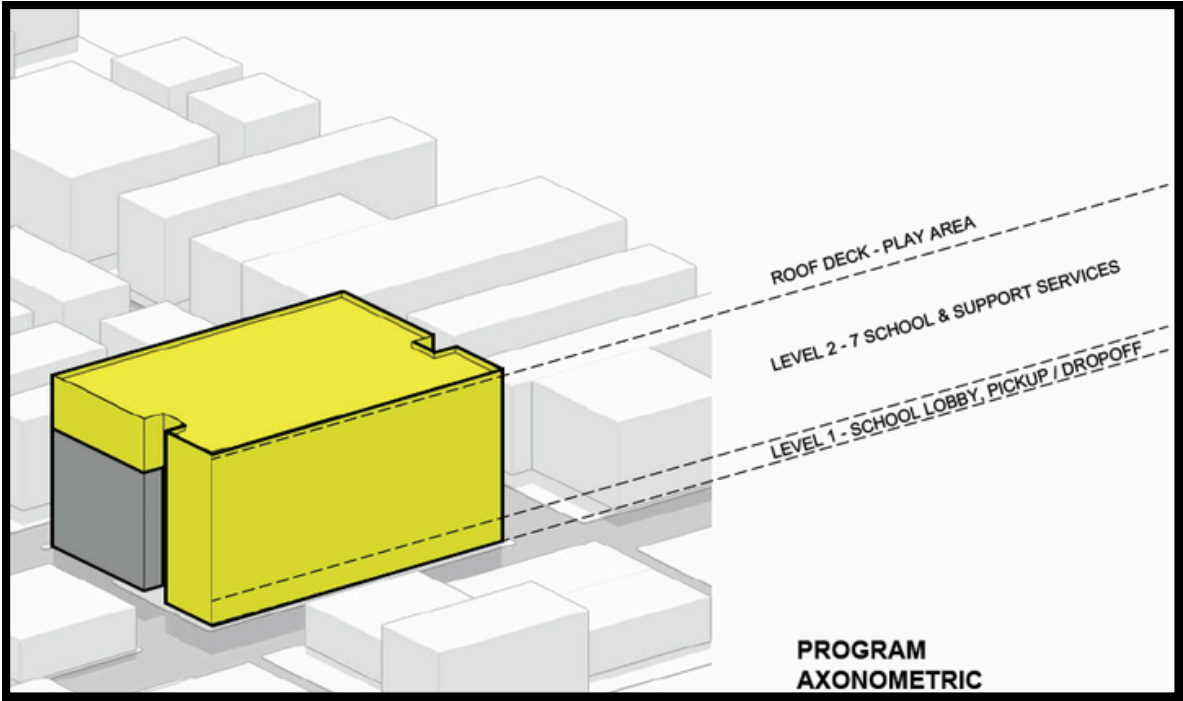 ROOF DECK - PLAY AREA
LEVEL 2 - 7 SCHOOL & SUPPORT SERVICES
LEVEL 1 - SCHOOL LOBBY, PICKUP / DROPOFF
PROGRAM
AXONOMETRIC